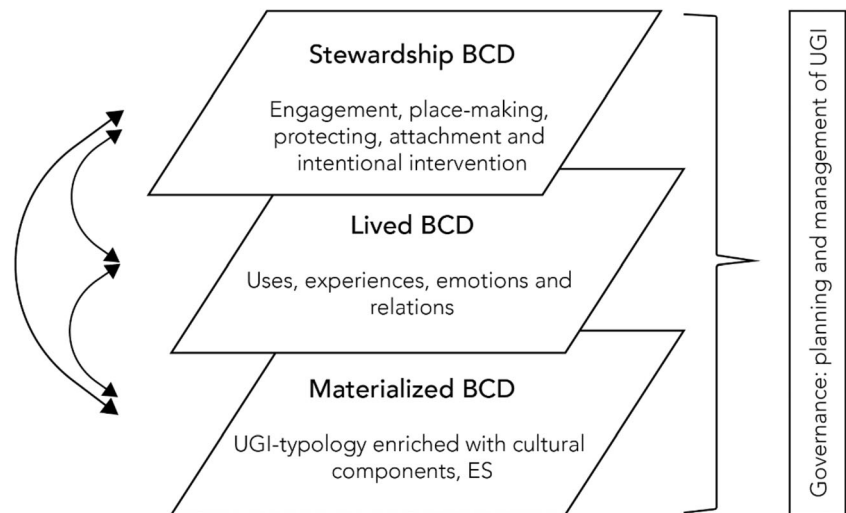 Stewardship BCD
Engagement, place-making,
protecting, attachment and
intentional intervention
Lived BCD
Uses, experiences, emotions and
relations
Materialized BCD
UGI-typology enriched with cultural
components, ES
Governance: planning and management of UGI